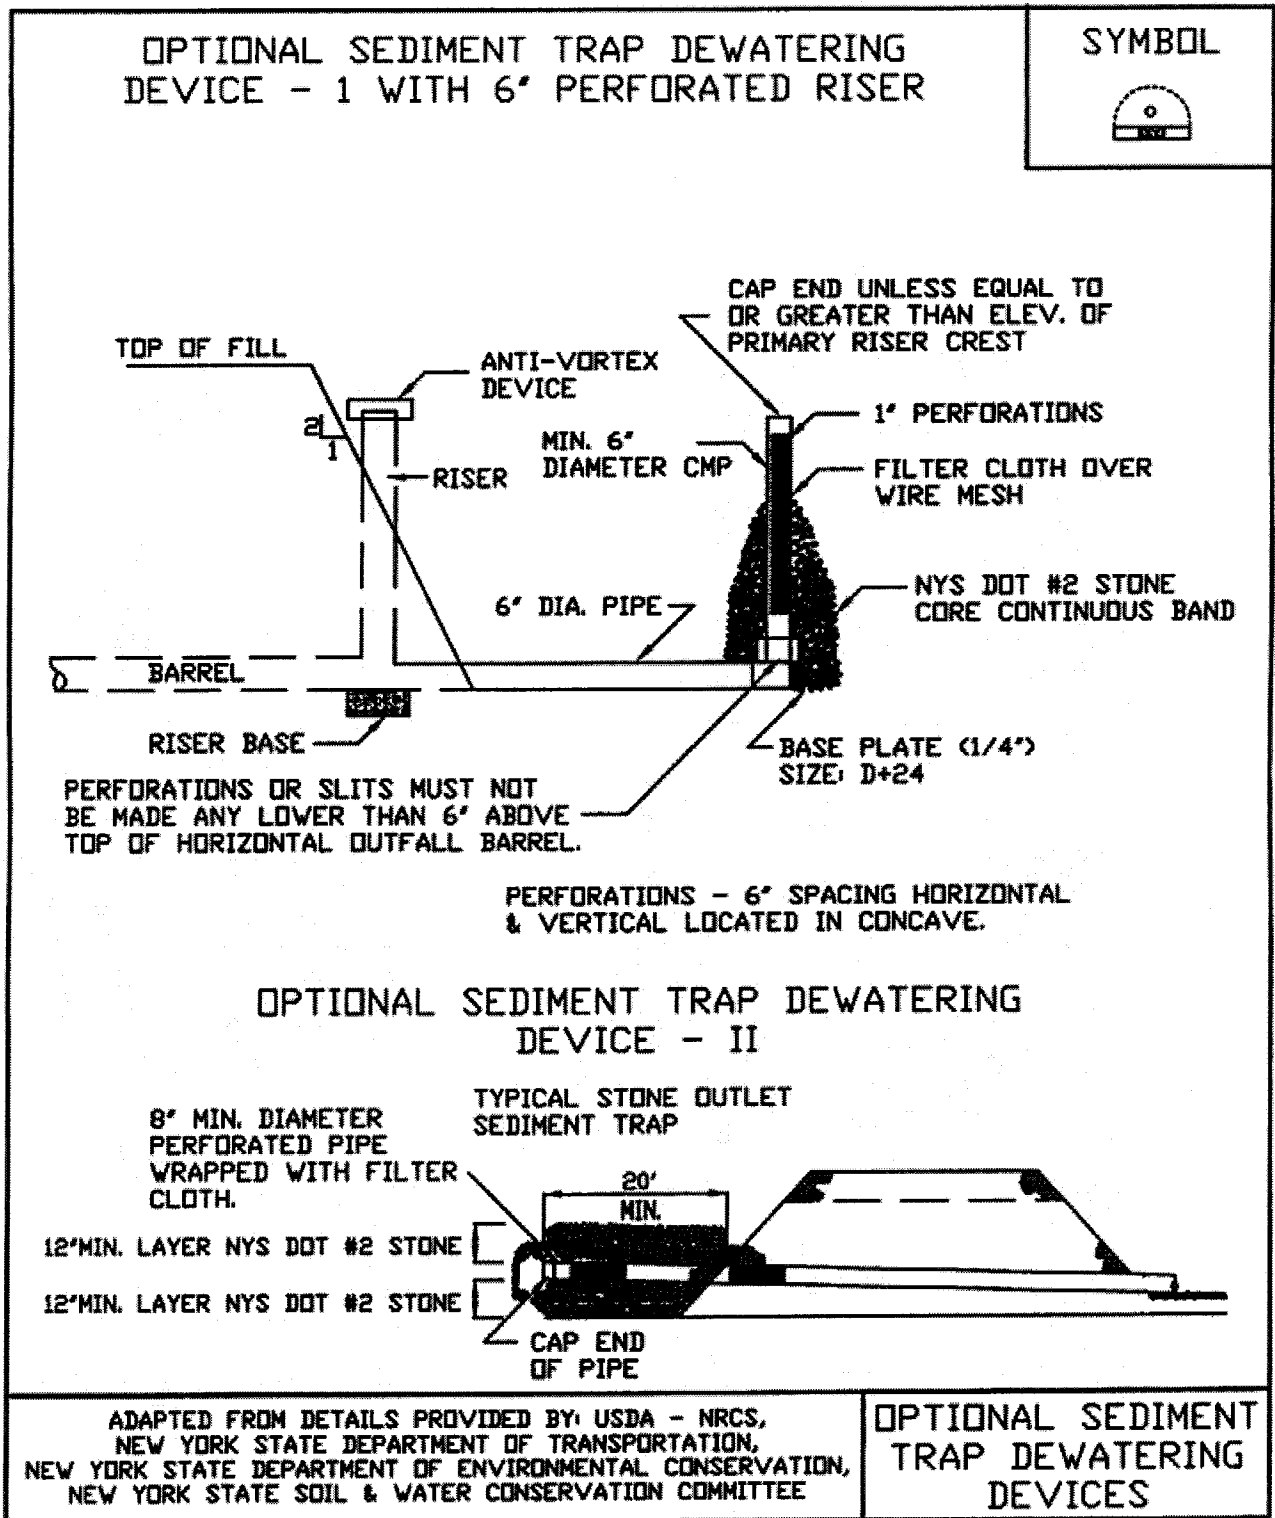 OPTIONAL SEDIMENT TRAP DEWATERING
DEVICE - 1 WITH 6" PERFORATED RISER
SYMBOL
CAP END UNLESS EQUAL TO
OR GREATER THAN ELEV. OF
PRIMARY RISER CREST
TOP OF FILL
ANTI-VORTEX
DEVICE
2
1
1" PERFORATIONS
MIN. 6"
DIAMETER CMP
RISER
FILTER CLOTH OVER
WIRE MESH
NYS DOT #2 STONE
CORE CONTINUOUS BAND
6" DIA. PIPE
BARREL
RISER BASE
BASE PLATE (1/4")
SIZE: D+24
PERFORATIONS OR SLITS MUST NOT
BE MADE ANY LOWER THAN 6" ABOVE
TOP OF HORIZONTAL OUTFALL BARREL.
PERFORATIONS - 6" SPACING HORIZONTAL
& VERTICAL LOCATED IN CONCAVE.
OPTIONAL SEDIMENT TRAP DEWATERING
DEVICE - II
TYPICAL STONE OUTLET
SEDIMENT TRAP
8" MIN. DIAMETER
PERFORATED PIPE
WRAPPED WITH FILTER
CLOTH.
20'
MIN.
12"MIN. LAYER NYS DOT #2 STONE
12"MIN. LAYER NYS DOT #2 STONE
CAP END
OF PIPE
ADAPTED FROM DETAILS PROVIDED BY: USDA - NRCS,
NEW YORK STATE DEPARTMENT OF TRANSPORTATION,
NEW YORK STATE DEPARTMENT OF ENVIRONMENTAL CONSERVATION,
NEW YORK STATE SOIL & WATER CONSERVATION COMMITTEE
OPTIONAL SEDIMENT
TRAP DEWATERING
DEVICES